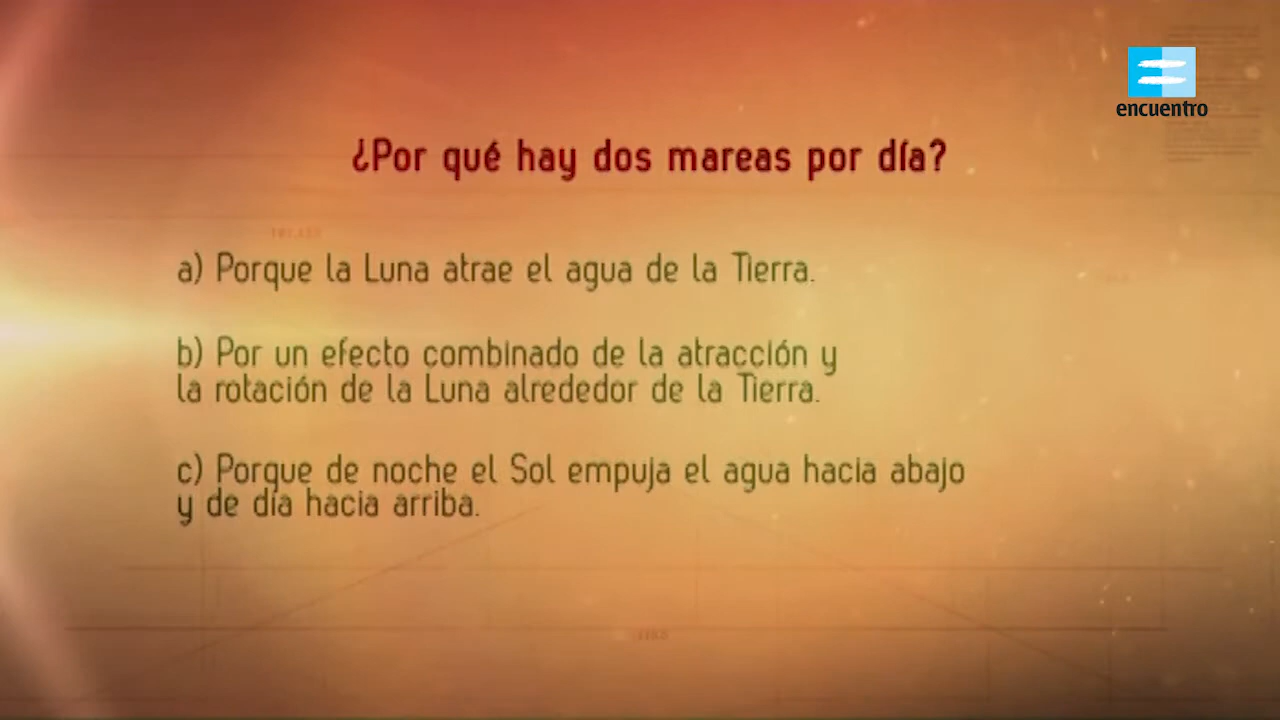 encuentro
¿Por qué hay dos mareas por día?
a) Porque la Luna atrae el agua de la Tierra.
b) Por un efecto combinado de la atracción y
la rotación de la Luna alrededor de la Tierra.
c) Porque de noche el Sol empuja el agua hacia abajo
y de día hacia arriba.